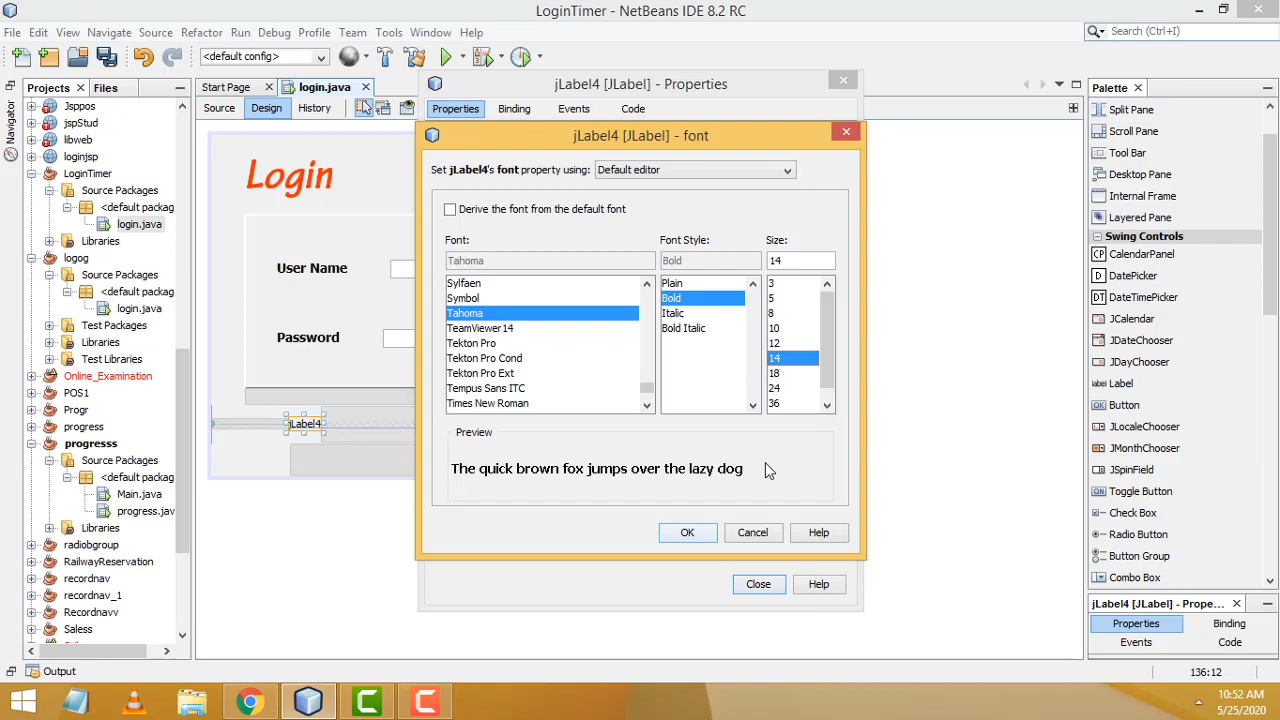 LoginTimer - NetBeans IDE 8.2 RC
File Edit View Navigate Source Refactor Run Debug Profile Team Tools Window Help
Search (Ctrl+I)
<default config>
Projects Files
Navigator
Jsppos
jspStud
libweb
loginjsp
LoginTimer
Source Packages
<default packag
login.java
Libraries
logog
Source Packages
<default packag
login.java
Test Packages
Libraries
Test Libraries
Online_Examination
POS1
Progr
progress
progresss
Source Packages
<default packag
Main.java
progress.jav
Libraries
radiobgroup
RailwayReservation
recordnav
recordnav_1
Recordnavv
Saless
Start Page login.java
Source Design History
Login
User Name
Password
jLabel4
jLabel4 [JLabel] - Properties
Properties Binding Events Code
jLabel4 [JLabel] - font
Set jLabel4's font property using: Default editor
Derive the font from the default font
Font: Font Style: Size:
Tahoma Bold 14
Sylfaen Plain 3
Symbol Bold 5
Tahoma Italic 8
TeamViewer14 Bold Italic 10
Tekton Pro 12
Tekton Pro Cond 14
Tekton Pro Ext 18
Tempus Sans ITC 24
Times New Roman 36
Preview
The quick brown fox jumps over the lazy dog
OK Cancel Help
Close Help
Palette
Split Pane
Scroll Pane
Tool Bar
Desktop Pane
Internal Frame
Layered Pane
Swing Controls
CP CalendarPanel
D DatePicker
DT DateTimePicker
JCalendar
JDateChooser
JDayChooser
label Label
OK Button
JLocaleChooser
JMonthChooser
JSpinField
ON Toggle Button
Check Box
Radio Button
Button Group
Combo Box
jLabel4 [JLabel] - Prope...
Properties Binding
Events Code
Output
136:12
10:52 AM
5/25/2020